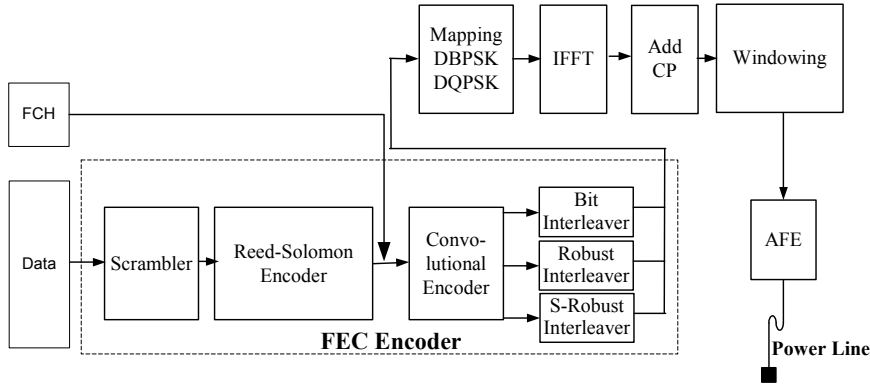 Mapping
DBPSK
DQPSK
IFFT
Add
CP
Windowing
FCH
Data
Scrambler
Reed-Solomon
Encoder
Convo-
lutional
Encoder
Bit
Interleaver
Robust
Interleaver
S-Robust
Interleaver
FEC Encoder
AFE
Power Line